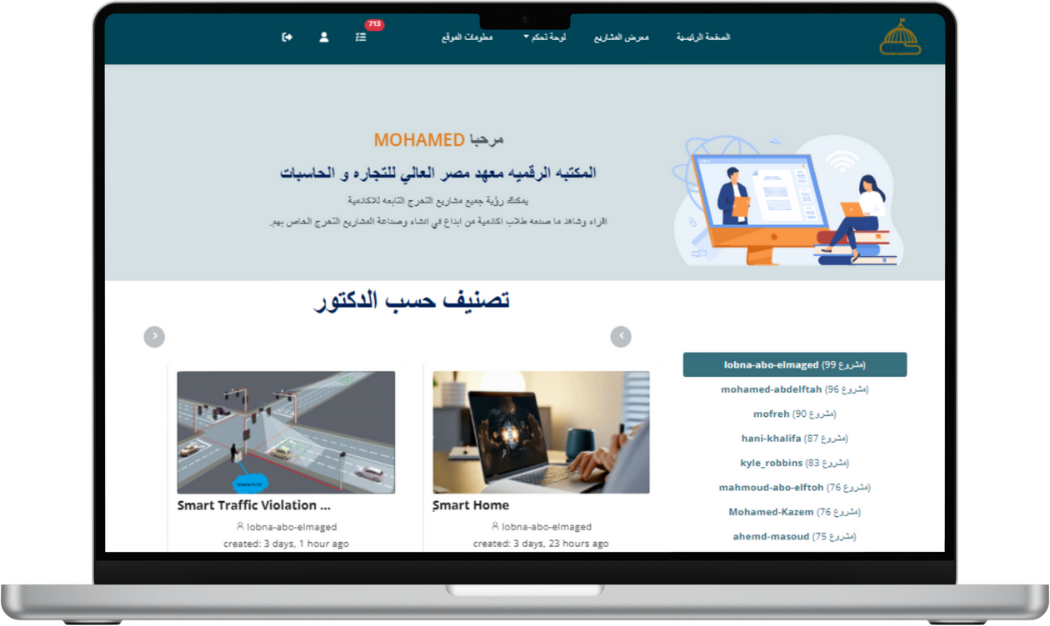 713
الصفحة الرئيسية
معرض المشاريع
لوحة تحكم
معلومات الموقع
مرحبا MOHAMED
المكتبه الرقميه معهد مصر العالي للتجاره و الحاسبات
يمكنك رؤية جميع مشاريع التخرج التابعه للاكادمية
اقراء وشاهد ما صنعه طلاب اكادمية من ابداع في انشاء وصناعة المشاريع التخرج الخاص بهم.
تصنيف حسب الدكتور
lobna-abo-elmaged (99 مشروع)
mohamed-abdelftah (96 مشروع)
mofreh (90 مشروع)
hani-khalifa (87 مشروع)
kyle_robbins (83 مشروع)
mahmoud-abo-elftoh (76 مشروع)
Mohamed-Kazem (76 مشروع)
ahemd-masoud (75 مشروع)
Smart Home
lobna-abo-elmaged
created: 3 days, 23 hours ago
Smart Traffic Violation ...
lobna-abo-elmaged
created: 3 days, 1 hour ago